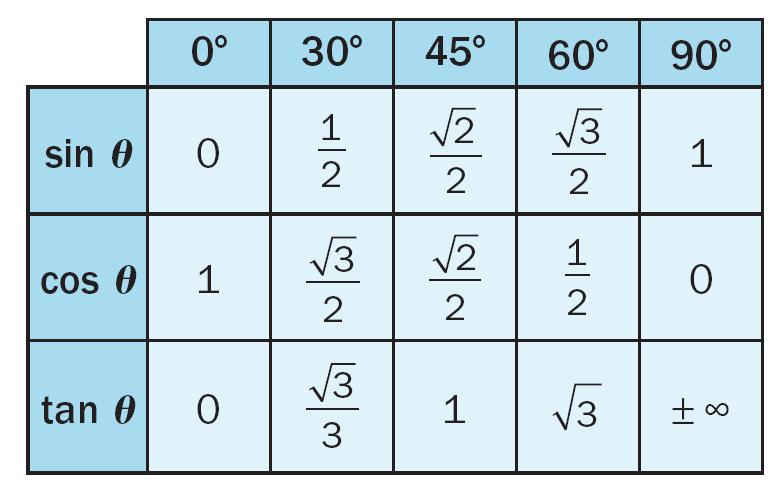 0° 30° 45° 60° 90°
sin θ 0 1/2 √2/2 √3/2 1
cos θ 1 √3/2 √2/2 1/2 0
tan θ 0 √3/3 1 √3 ± ∞